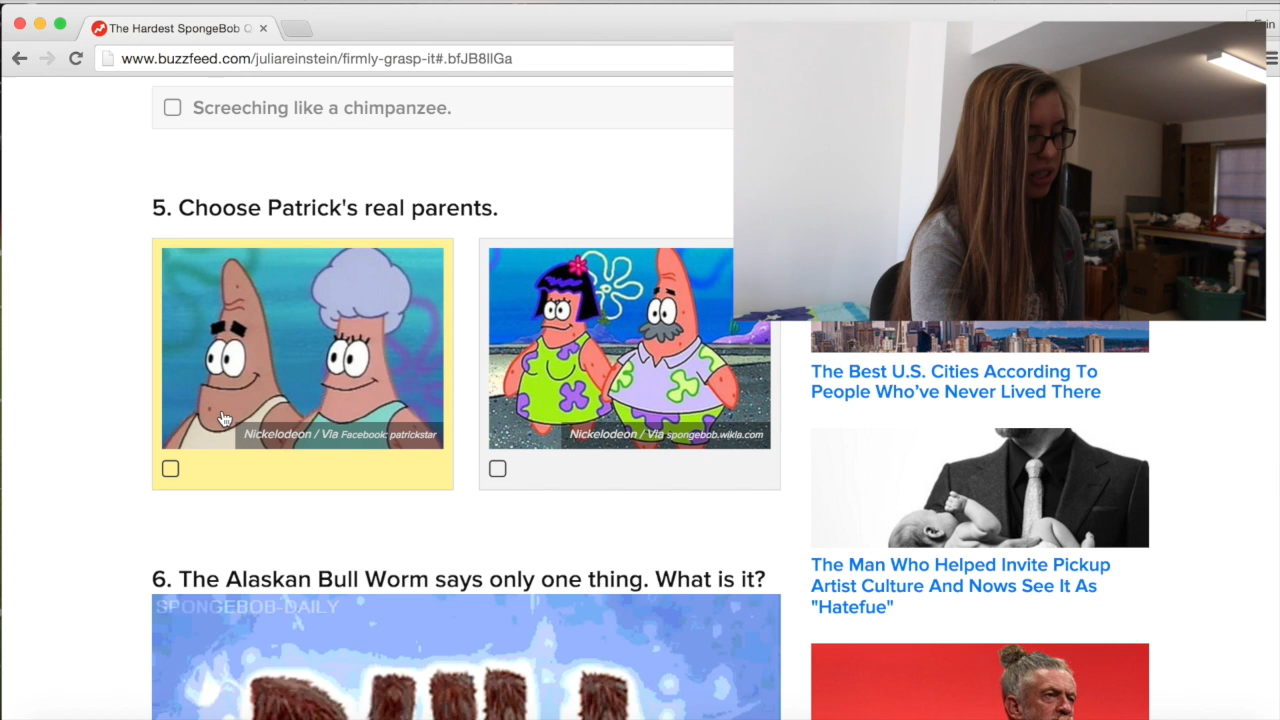 The Hardest SpongeBob Q
www.buzzfeed.com/juliareinstein/firmly-grasp-it#.bfJB8llGa
Screeching like a chimpanzee.
5. Choose Patrick's real parents.
Nickelodeon / Via Facebook: patrickstar
Nickelodeon / Via spongebob.wikia.com
6. The Alaskan Bull Worm says only one thing. What is it?
SPONGEBOB-DAILY
The Best U.S. Cities According To
People Who've Never Lived There
The Man Who Helped Invite Pickup
Artist Culture And Nows See It As
"Hatefue"